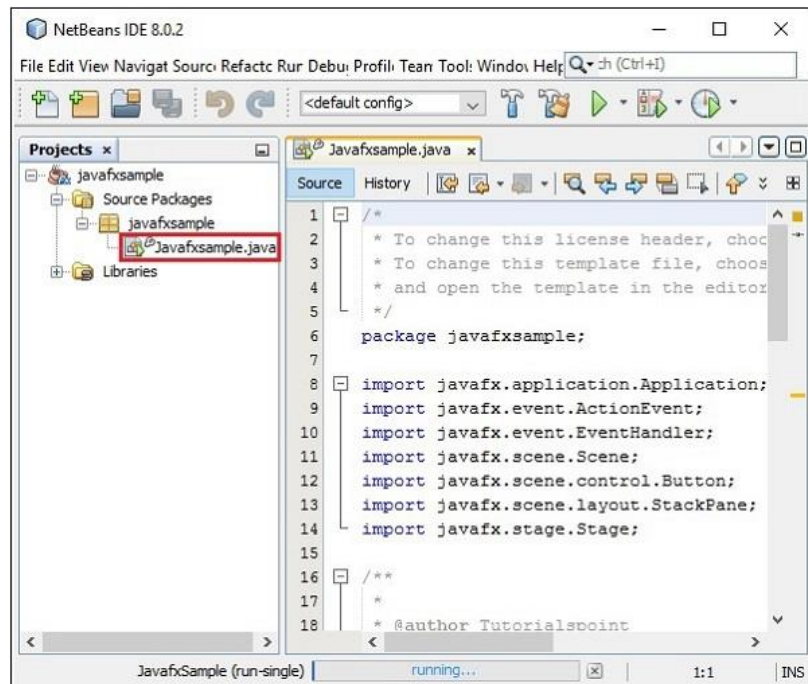 NetBeans IDE 8.0.2
File Edit View Navigat Sourc Refactc Rur Debu Profil Tean Tool: Windov Help (Ctrl+I)
<default config>
Projects
javafxsample
Source Packages
javafxsample
Javafxsample.java
Libraries
Javafxsample.java
Source History
1 /*
2 * To change this license header, choc
3 * To change this template file, choos
4 * and open the template in the editor
5 */
6 package javafxsample;
7
8 import javafx.application.Application;
9 import javafx.event.ActionEvent;
10 import javafx.event.EventHandler;
11 import javafx.scene.Scene;
12 import javafx.scene.control.Button;
13 import javafx.scene.layout.StackPane;
14 import javafx.stage.Stage;
15
16 /**
17 *
18 * @author Tutorialspoint
JavafxSample (run-single) running... 1:1 INS